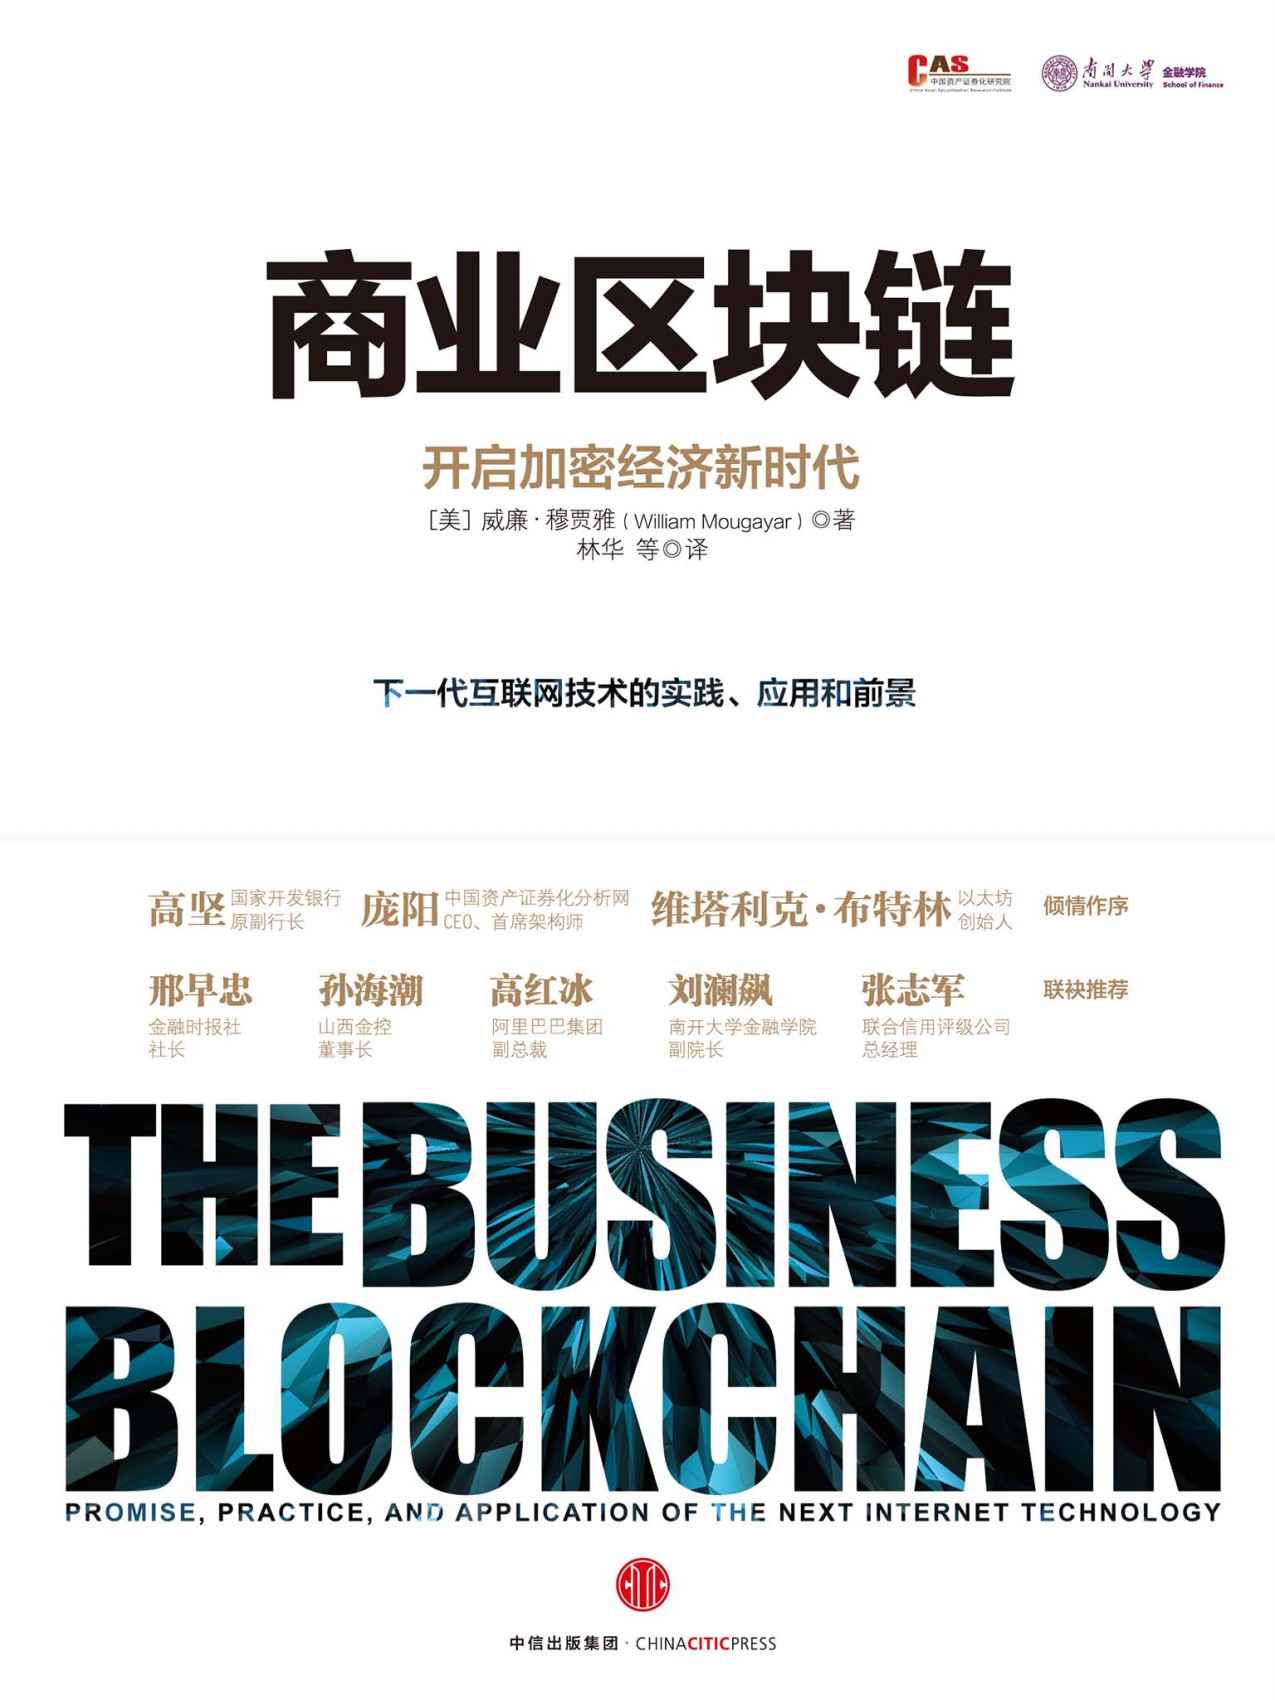 CAS
中国资产证券化研究院
China Asset Securitization Research Institute
南開大学 金融学院
Nankai University School of Finance
商业区块链
开启加密经济新时代
［美］威廉·穆贾雅（William Mougayar）◎著
林华 等◎译
下一代互联网技术的实践、应用和前景
高坚 国家开发银行 原副行长 庞阳 中国资产证券化分析网 CEO、首席架构师 维塔利克·布特林 以太坊 创始人 倾情作序
邢早忠 孙海潮 高红冰 刘澜飚 张志军 联袂推荐
金融时报社 山西金控 阿里巴巴集团 南开大学金融学院 联合信用评级公司
社长 董事长 副总裁 副院长 总经理
THE BUSINESS
BLOCKCHAIN
PROMISE, PRACTICE, AND APPLICATION OF THE NEXT INTERNET TECHNOLOGY
中信出版集团·CHINACITICPRESS